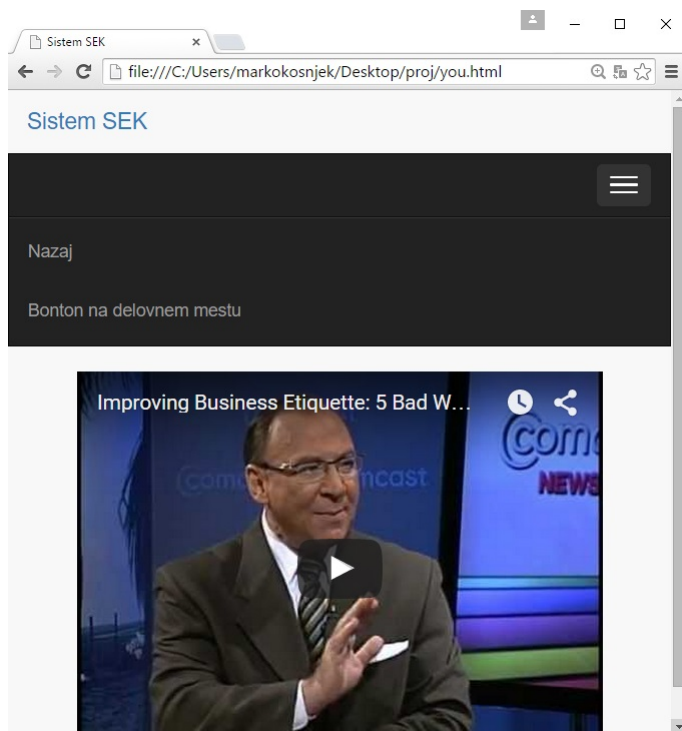 Sistem SEK
file:///C:/Users/markokosnjek/Desktop/proj/you.html
Sistem SEK
Nazaj
Bonton na delovnem mestu
Improving Business Etiquette: 5 Bad W...
comcast
NEWS